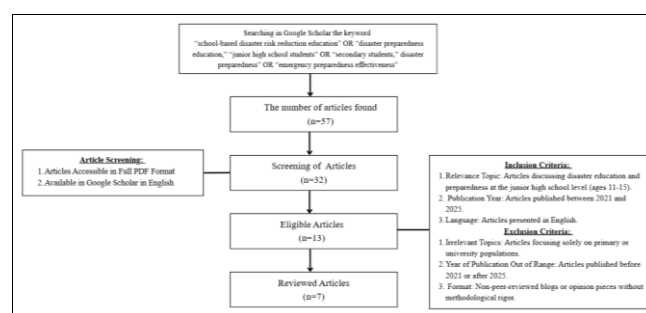 Searching in Google Scholar the keyword
"school-based disaster risk reduction education" OR "disaster preparedness
education," "junior high school students" OR "secondary students," disaster
preparedness" OR "emergency preparedness effectiveness"
The number of articles found
(n=57)
Article Screening:
1. Articles Accessible in Full PDF Format
2. Available in Google Scholar in English
Screening of Articles
(n=32)
Inclusion Criteria:
1. Relevance Topic: Articles discussing disaster education and
preparedness at the junior high school level (ages 11-15).
2. Publication Year: Articles published between 2021 and
2025.
3. Language: Articles presented in English.
Exclusion Criteria:
1. Irrelevant Topics: Articles focusing solely on primary or
university populations.
2. Year of Publication Out of Range: Articles published before
2021 or after 2025.
3. Format: Non-peer-reviewed blogs or opinion pieces without
methodological rigor.
Eligible Articles
(n=13)
Reviewed Articles
(n=7)